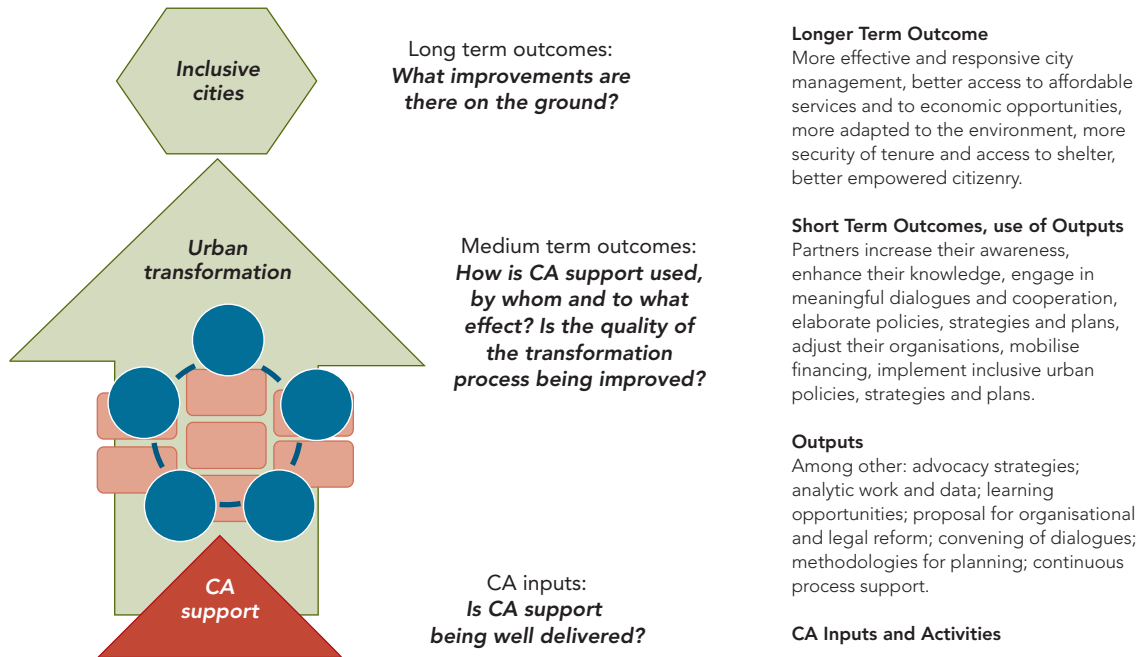 Inclusive
cities
Urban
transformation
CA
support
Long term outcomes:
What improvements are
there on the ground?
Medium term outcomes:
How is CA support used,
by whom and to what
effect? Is the quality of
the transformation
process being improved?
CA inputs:
Is CA support
being well delivered?
Longer Term Outcome
More effective and responsive city
management, better access to affordable
services and to economic opportunities,
more adapted to the environment, more
security of tenure and access to shelter,
better empowered citizenry.
Short Term Outcomes, use of Outputs
Partners increase their awareness,
enhance their knowledge, engage in
meaningful dialogues and cooperation,
elaborate policies, strategies and plans,
adjust their organisations, mobilise
financing, implement inclusive urban
policies, strategies and plans.
Outputs
Among other: advocacy strategies;
analytic work and data; learning
opportunities; proposal for organisational
and legal reform; convening of dialogues;
methodologies for planning; continuous
process support.
CA Inputs and Activities